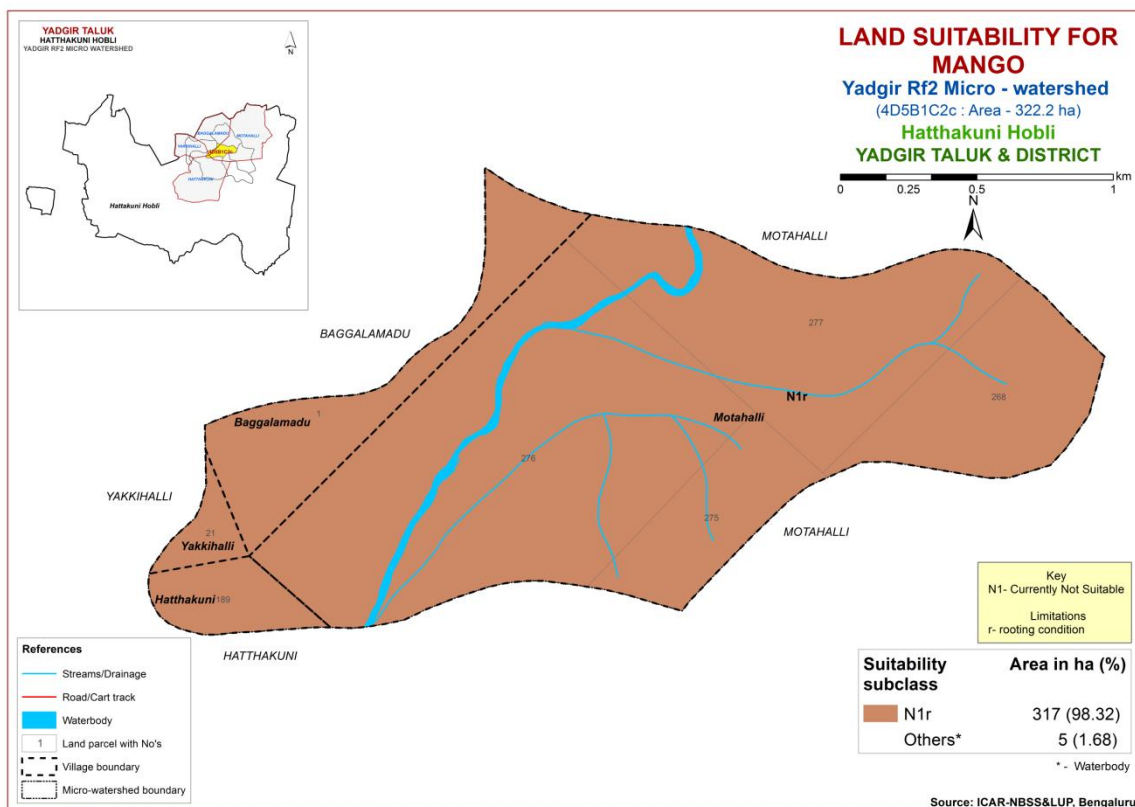 YADGIR TALUK
HATTHAKUNI HOBLI
YADGIR RF2 MICRO WATERSHED
N
BAGGALAMADU
MOTAHALLI
HATTHAKUNI
Hattakuni Hobli
LAND SUITABILITY FOR
MANGO
Yadgir Rf2 Micro - watershed
(4D5B1C2c : Area - 322.2 ha)
Hatthakuni Hobli
YADGIR TALUK & DISTRICT
km
0 0.25 0.5 1
N
MOTAHALLI
BAGGALAMADU
277
N1r
268
Motahalli
1
Baggalamadu
276
YAKKIHALLI
275
MOTAHALLI
21
Yakkihalli
Hatthakuni 189
HATTHAKUNI
Key
N1- Currently Not Suitable
Limitations
r- rooting condition
References
Streams/Drainage
Road/Cart track
Waterbody
1 Land parcel with No's
Village boundary
Micro-watershed boundary
Suitability subclass Area in ha (%)
N1r 317 (98.32)
Others* 5 (1.68)
* - Waterbody
Source: ICAR-NBSS&LUP, Bengaluru